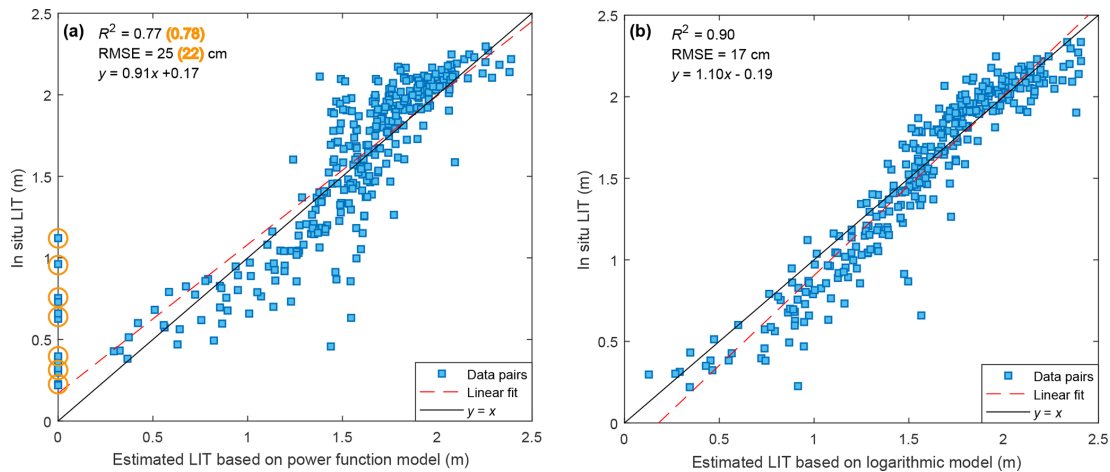 (a)
R² = 0.77 (0.78)
RMSE = 25 (22) cm
y = 0.91x +0.17
2.5
2
1.5
1
0.5
0
In situ LIT (m)
Data pairs
Linear fit
y = x
0 0.5 1 1.5 2 2.5
Estimated LIT based on power function model (m)
(b)
R² = 0.90
RMSE = 17 cm
y = 1.10x - 0.19
2.5
2
1.5
1
0.5
0
In situ LIT (m)
Data pairs
Linear fit
y = x
0 0.5 1 1.5 2 2.5
Estimated LIT based on logarithmic model (m)